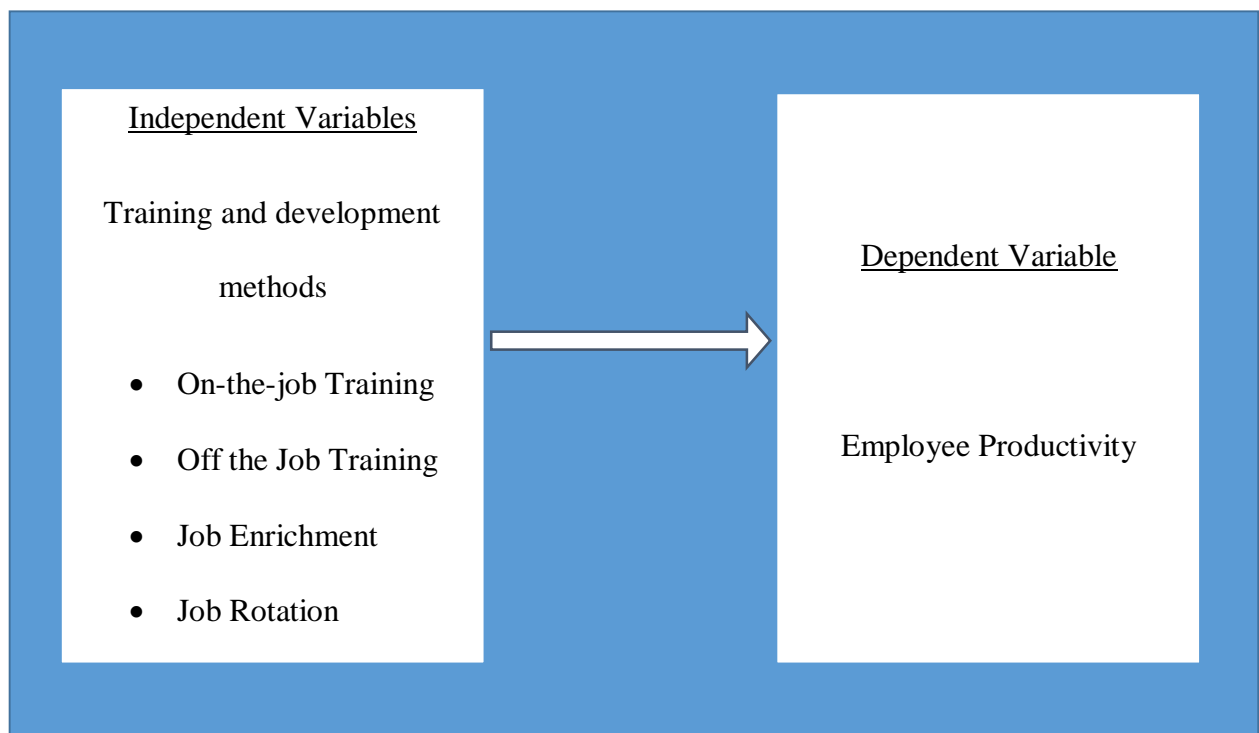 Independent Variables
Training and development
methods
• On-the-job Training
• Off the Job Training
• Job Enrichment
• Job Rotation
Dependent Variable
Employee Productivity